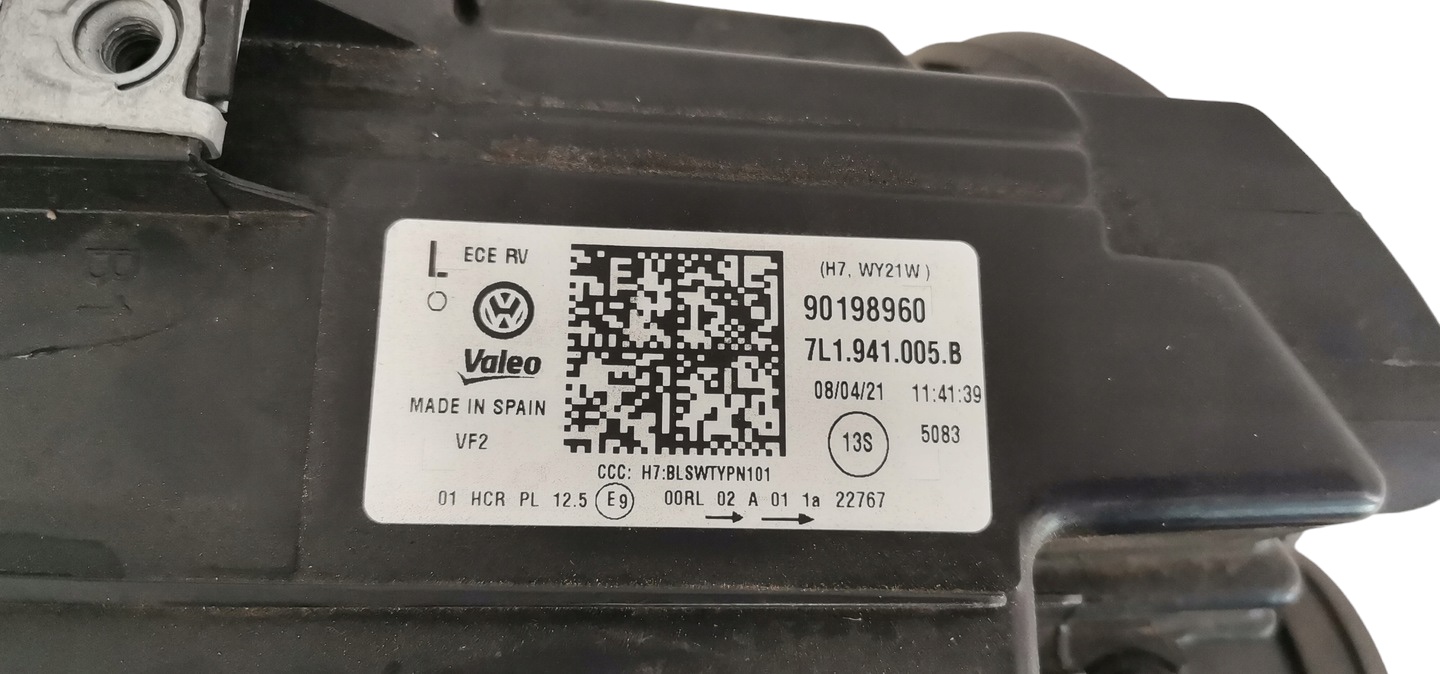 L ECE RV
VW
Valeo
MADE IN SPAIN
VF2
(H7, WY21W )
90198960
7L1.941.005.B
08/04/21 11:41:39
13S 5083
CCC: H7:BLSWTYPN101
01 HCR PL 12.5 E9 00RL 02 A 01 1a 22767